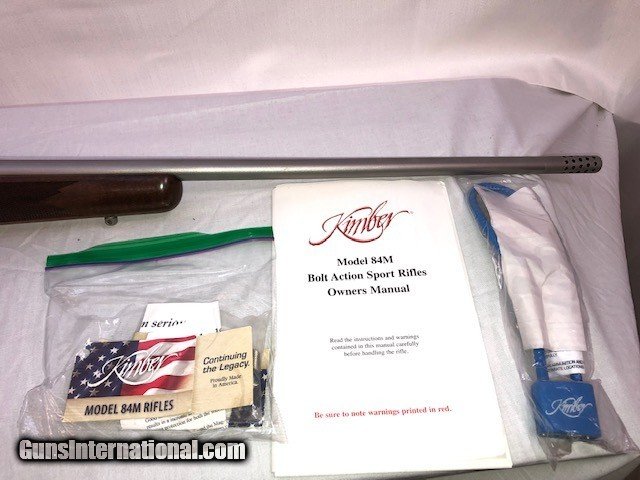 Kimber
Model 84M
Bolt Action Sport Rifles
Owners Manual
Read the instructions and warnings
contained in this manual carefully
before handling the rifle.
Be sure to note warnings printed in red.
Kimber
MODEL 84M RIFLES
Continuing
the Legacy.
Proudly Made
in America.
Kimber
GunsInternational.com